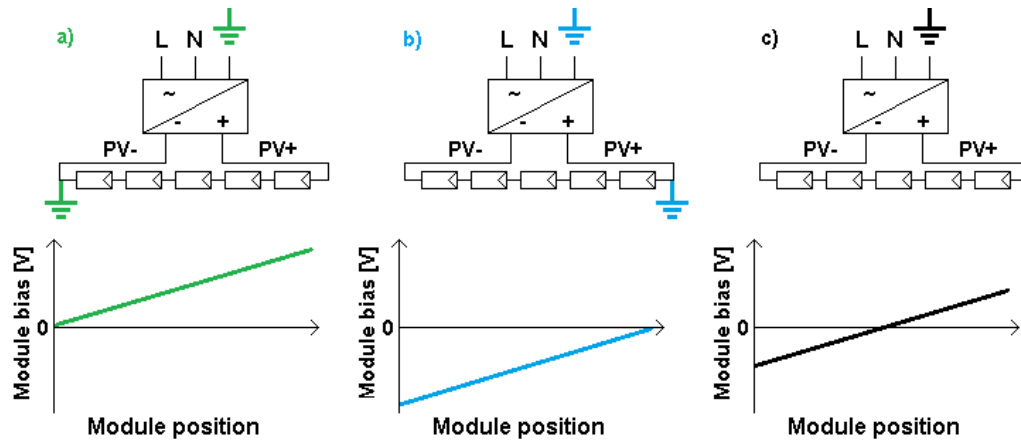 a)
L N
~
- +
PV- PV+
Module bias [V]
0
Module position
b)
L N
~
- +
PV- PV+
Module bias [V]
0
Module position
c)
L N
~
- +
PV- PV+
Module bias [V]
0
Module position